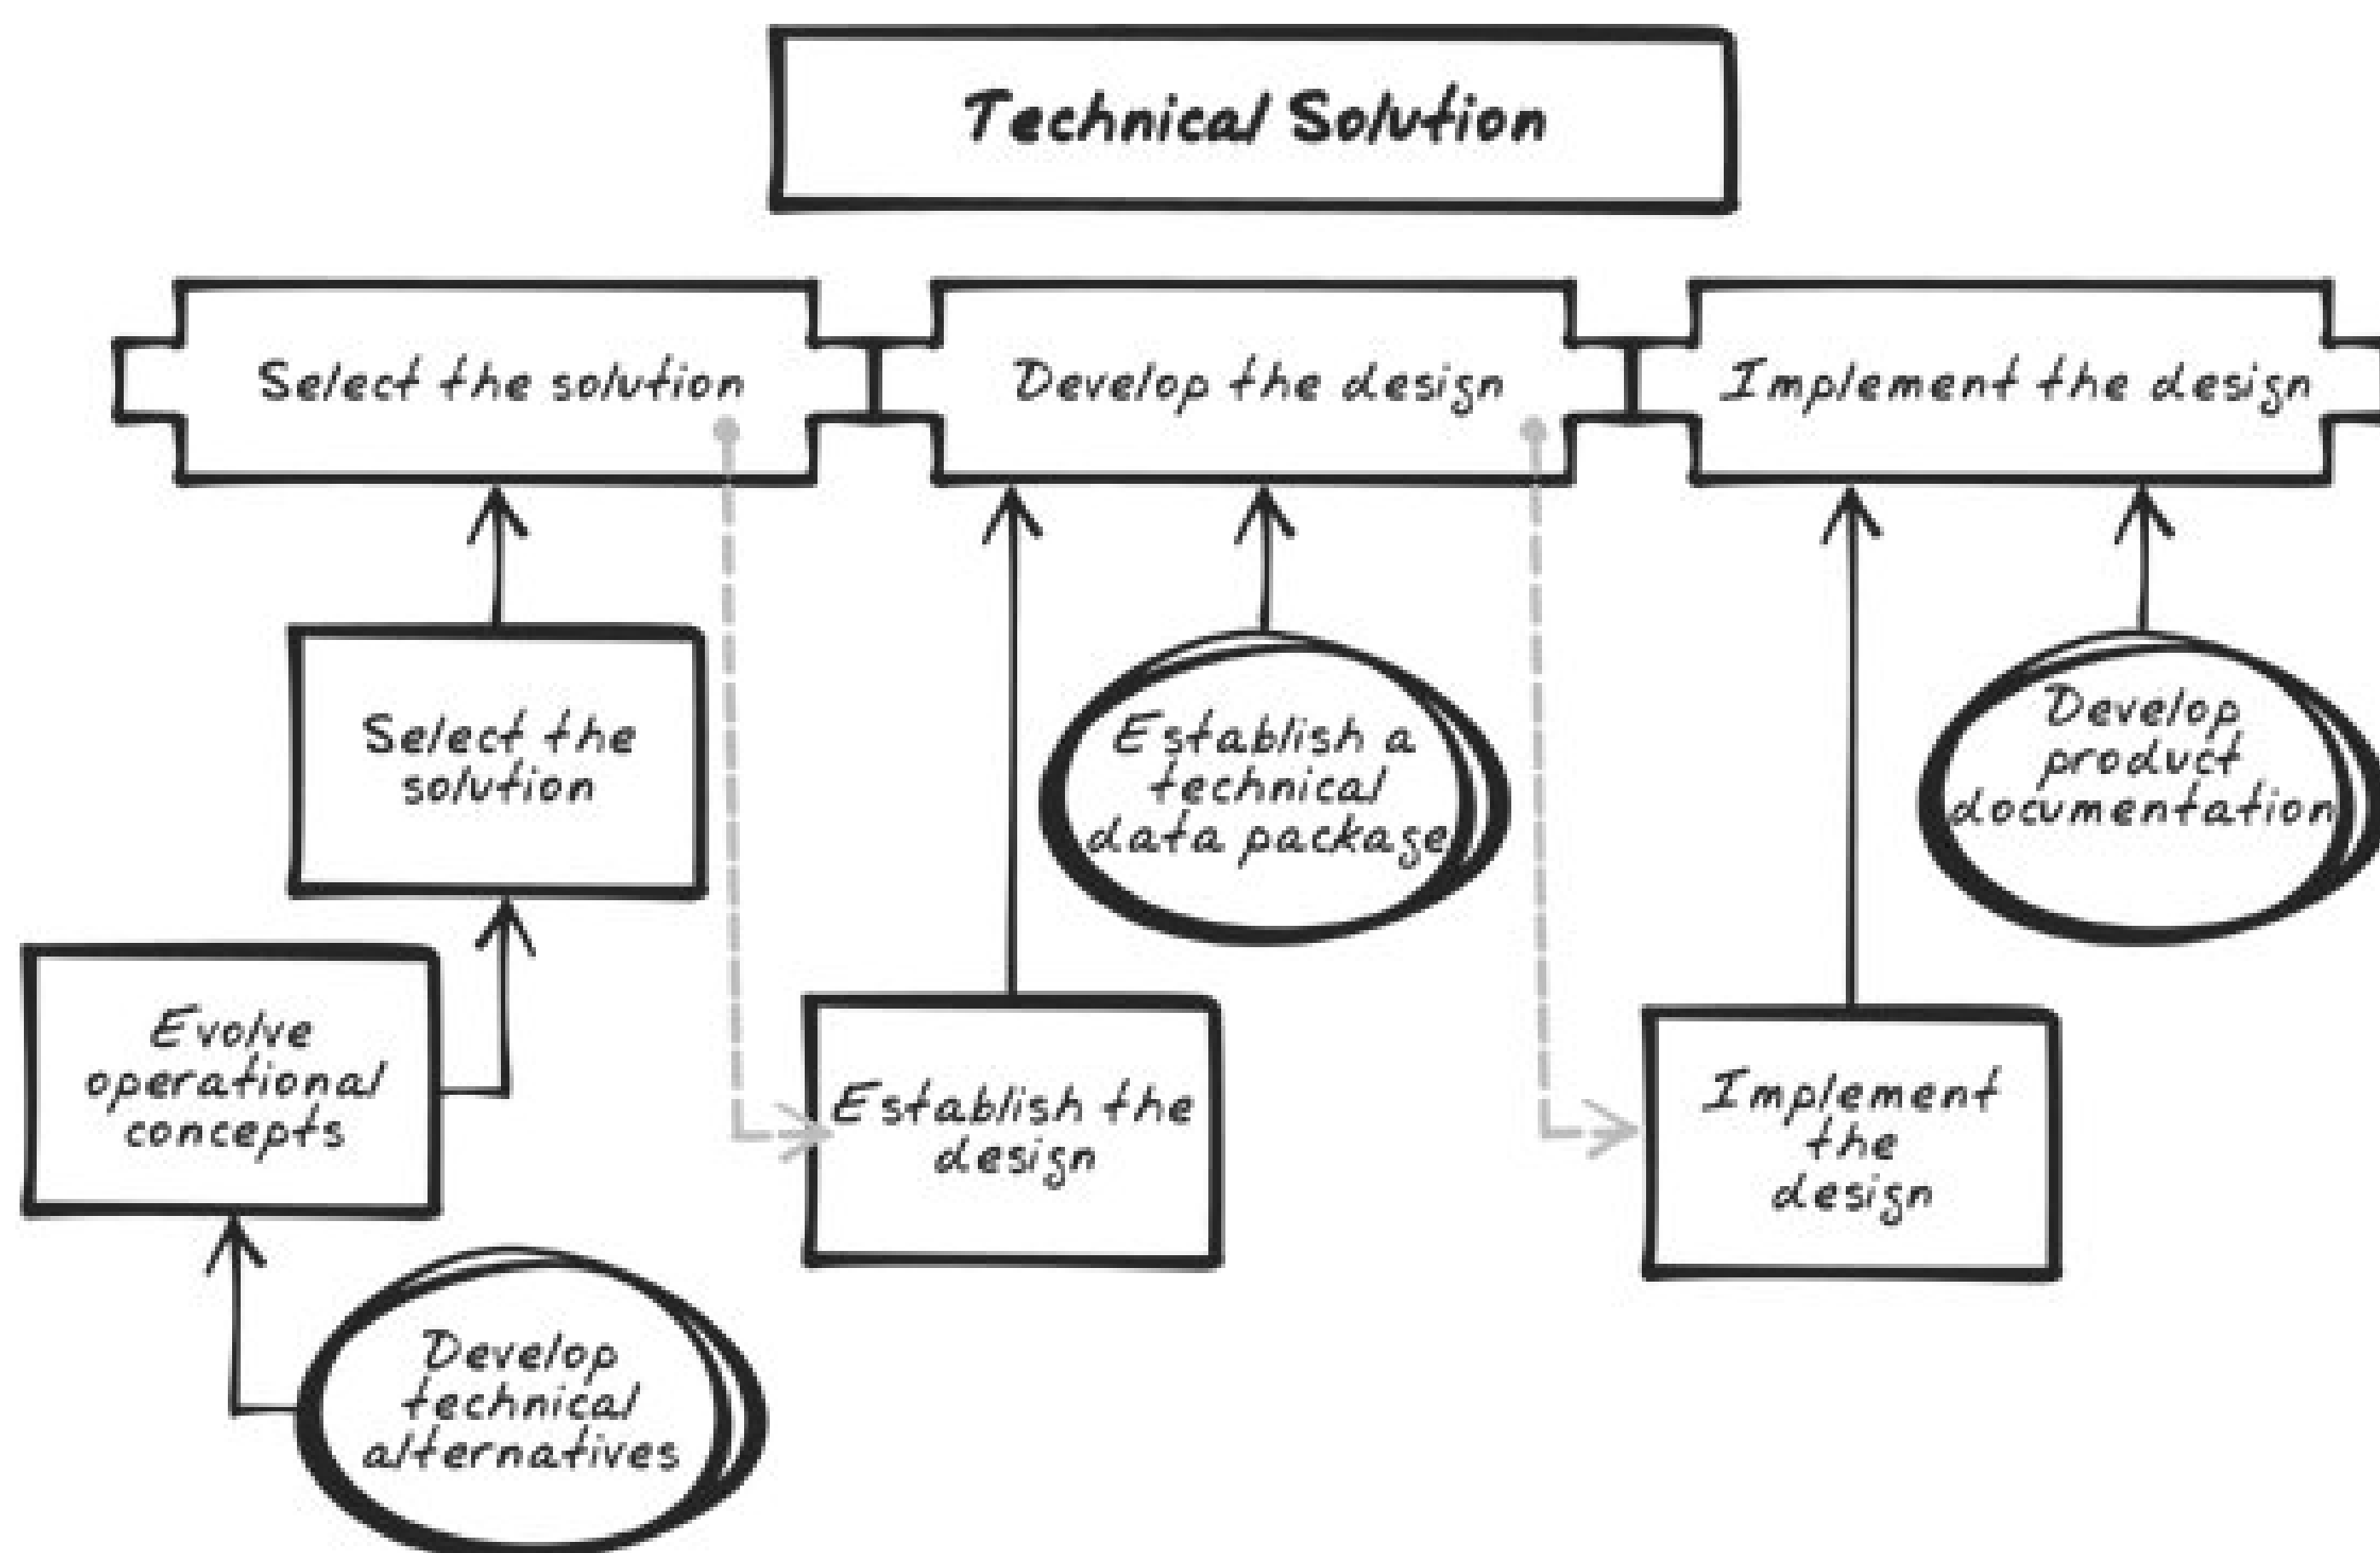 Technical Solution
Select the solution
Develop the design
Implement the design
Select the
solution
Establish a
technical
data package
Develop
product
documentation
Evolve
operational
concepts
Establish the
design
Implement
the
design
Develop
technical
alternatives